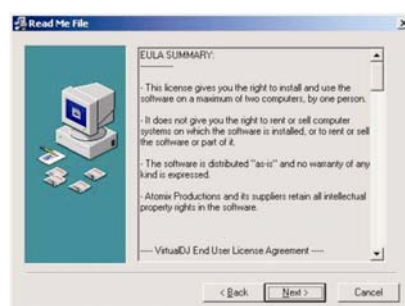 Read Me File
EULA SUMMARY:
-----------
- This license gives you the right to install and use the
software on a maximum of two computers, by one person.
- It does not give you the right to rent or sell computer
systems on which the software is installed, or to rent or sell
the software or part of it.
- The software is distributed "as-is" and no warranty of any
kind is expressed.
- Atomix Productions and its suppliers retain all intellectual
property rights in the software.
---- VirtualDJ End User License Agreement ----
< Back
Next >
Cancel